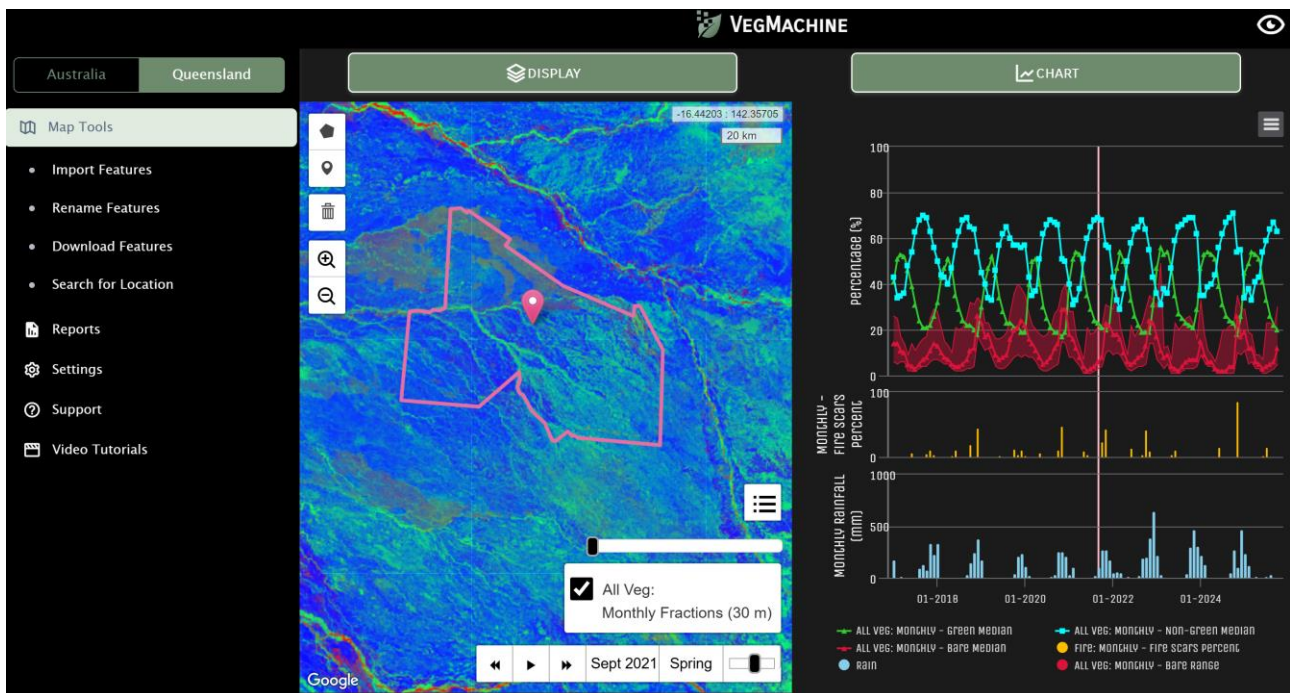 VEGMACHINE
Australia
Queensland
Map Tools
Import Features
Rename Features
Download Features
Search for Location
Reports
Settings
Support
Video Tutorials
DISPLAY
-16.44203 : 142.35705
20 km
All Veg:
Monthly Fractions (30 m)
Sept 2021 Spring
Google
CHART
Percentage (%)
100
80
60
40
20
0
Monthly -
Fire Scars
Percent
100
0
Monthly Rainfall
(mm)
1000
500
0
01-2018 01-2020 01-2022 01-2024
All Veg: Monthly - Green Median
All Veg: Monthly - Non-Green Median
All Veg: Monthly - Bare Median
Fire: Monthly - Fire Scars Percent
Rain
All Veg: Monthly - Bare Range